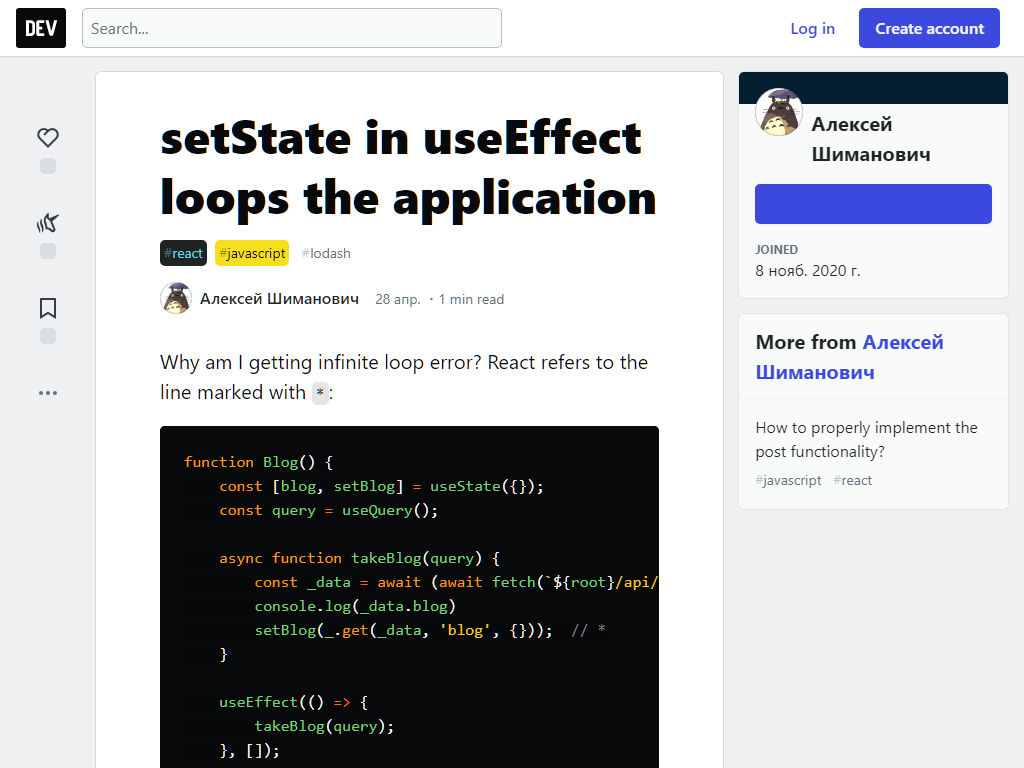 DEV
Search...
Log in
Create account
setState in useEffect
loops the application
#react #javascript #lodash
Алексей Шиманович 28 апр. ・1 min read
Why am I getting infinite loop error? React refers to the
line marked with *:
function Blog() {
    const [blog, setBlog] = useState({});
    const query = useQuery();
    async function takeBlog(query) {
        const _data = await (await fetch(`${root}/api/
        console.log(_data.blog)
        setBlog(_.get(_data, 'blog', {}));  // *
    }
    useEffect(() => {
        takeBlog(query);
    }, []);
Алексей
Шиманович
JOINED
8 нояб. 2020 г.
More from Алексей
Шиманович
How to properly implement the
post functionality?
#javascript #react